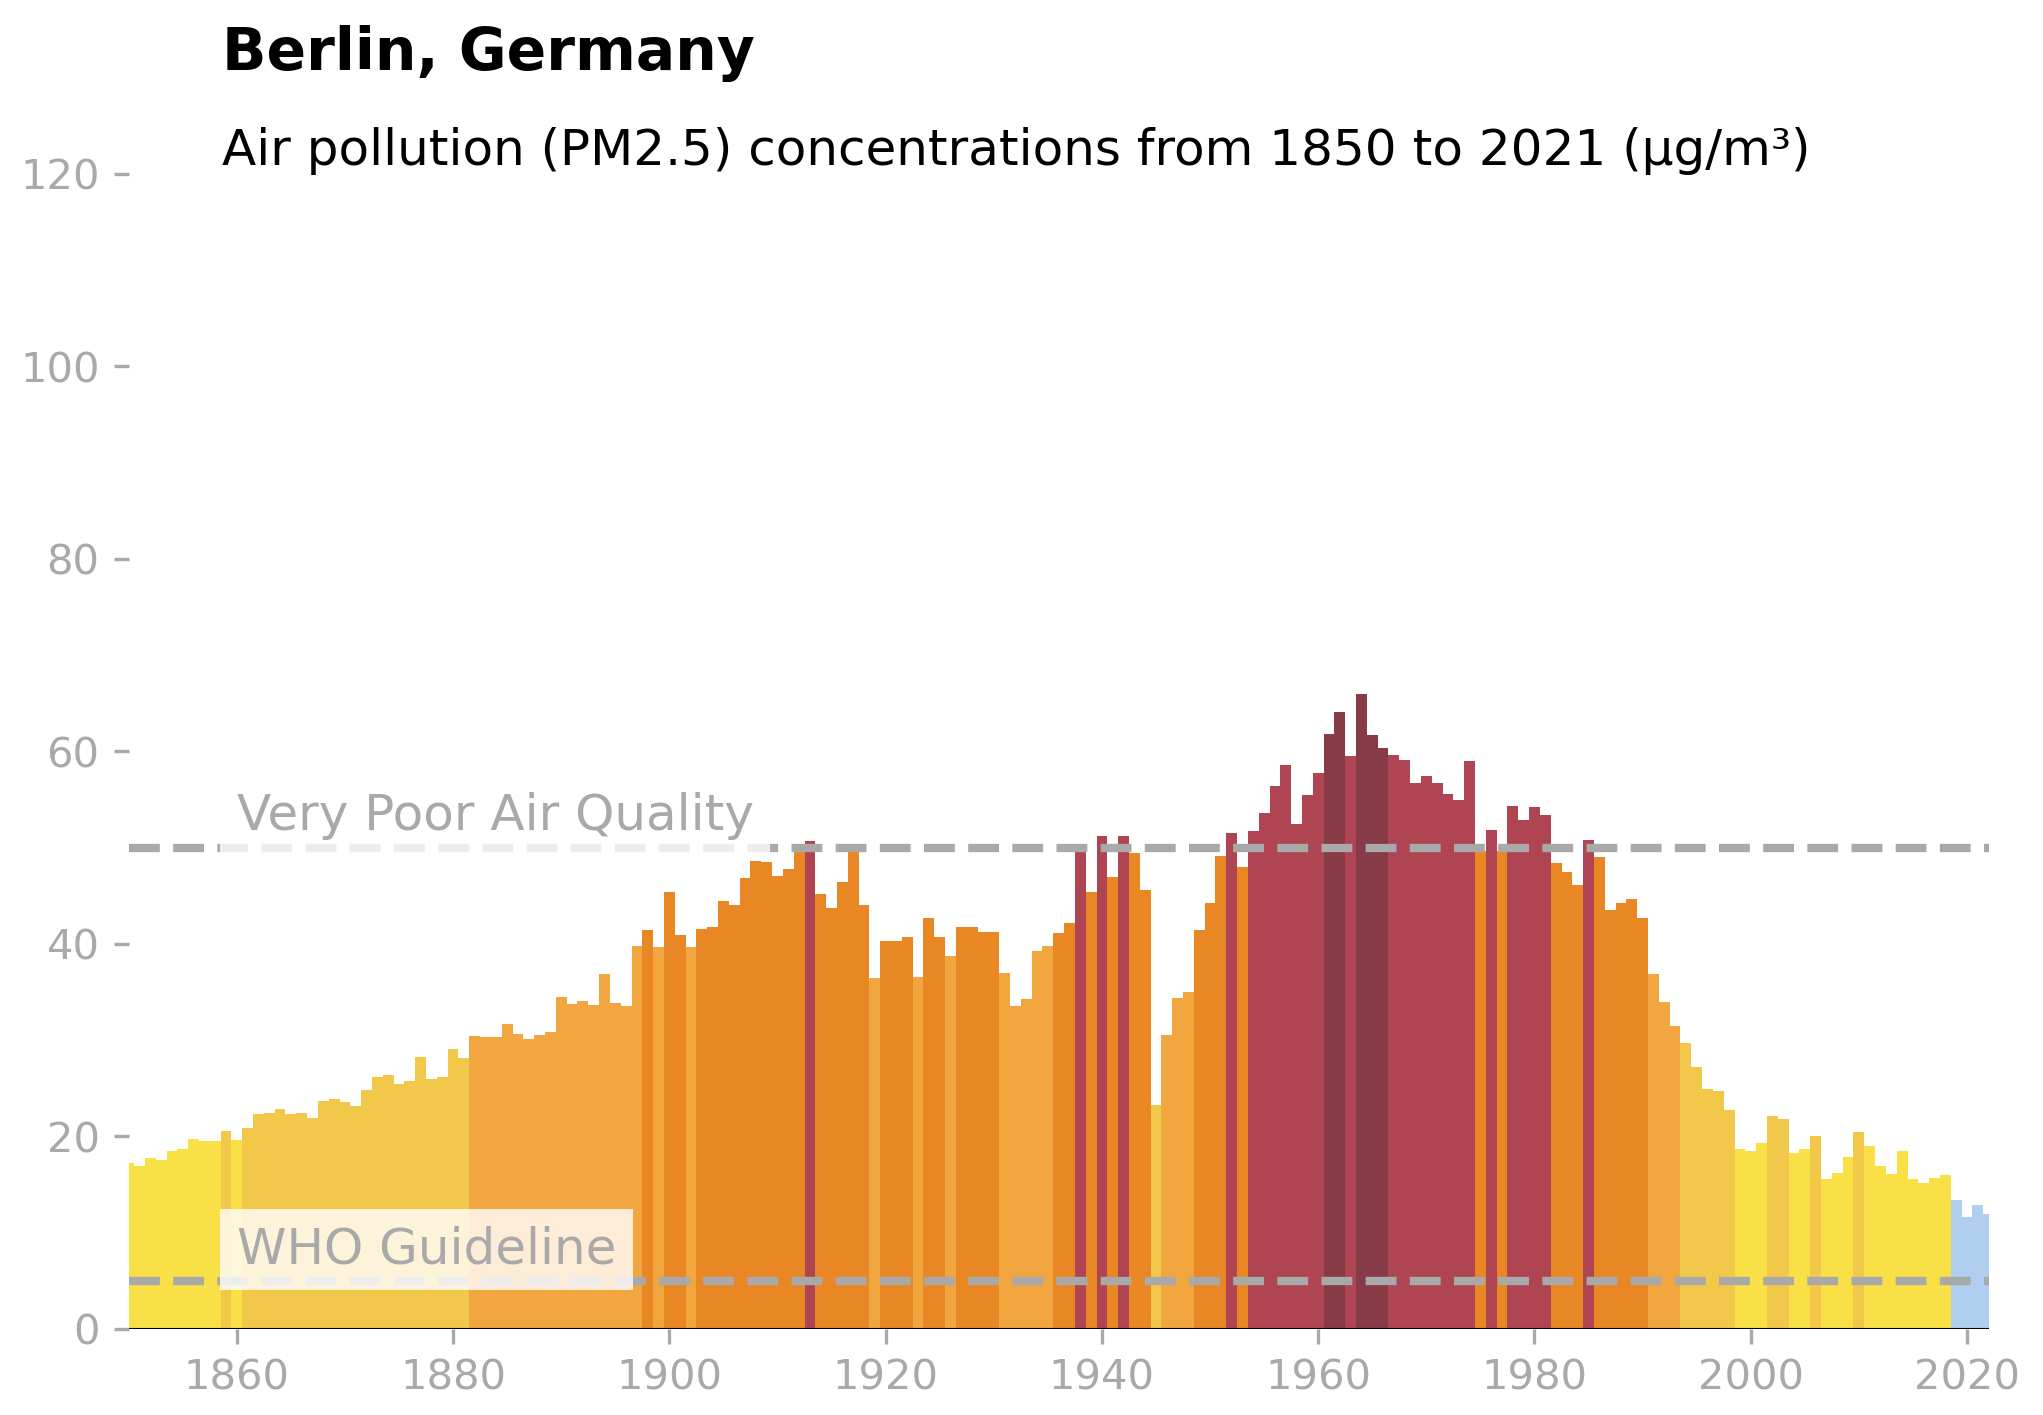 Berlin, Germany
Air pollution (PM2.5) concentrations from 1850 to 2021 (µg/m³)
120
100
80
60
Very Poor Air Quality
40
20
WHO Guideline
0
1860 1880 1900 1920 1940 1960 1980 2000 2020